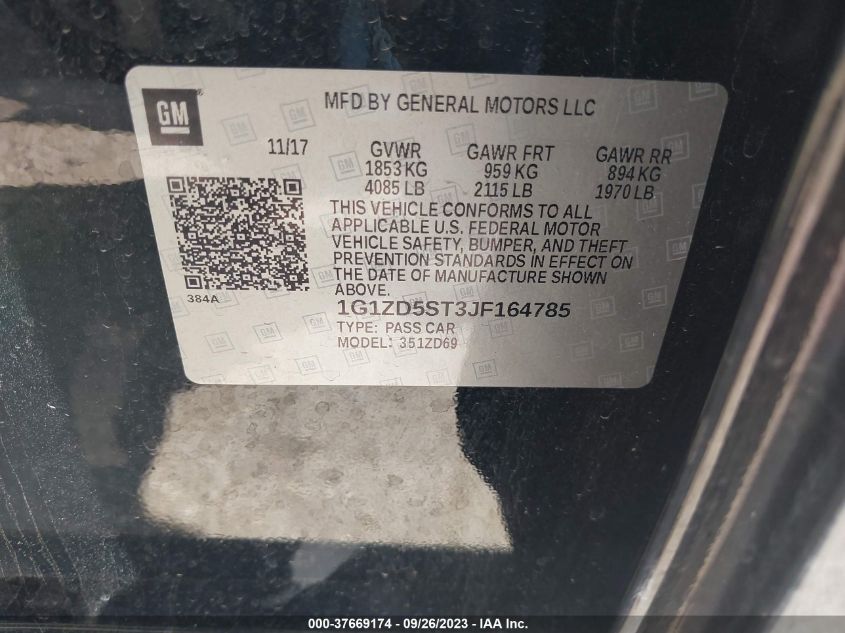 GM
MFD BY GENERAL MOTORS LLC
11/17 GVWR GAWR FRT GAWR RR
1853 KG 959 KG 894 KG
4085 LB 2115 LB 1970 LB
THIS VEHICLE CONFORMS TO ALL
APPLICABLE U.S. FEDERAL MOTOR
VEHICLE SAFETY, BUMPER, AND THEFT
PREVENTION STANDARDS IN EFFECT ON
THE DATE OF MANUFACTURE SHOWN
ABOVE.
384A
1G1ZD5ST3JF164785
TYPE: PASS CAR
MODEL: 351ZD69
000-37669174 - 09/26/2023 - IAA Inc.